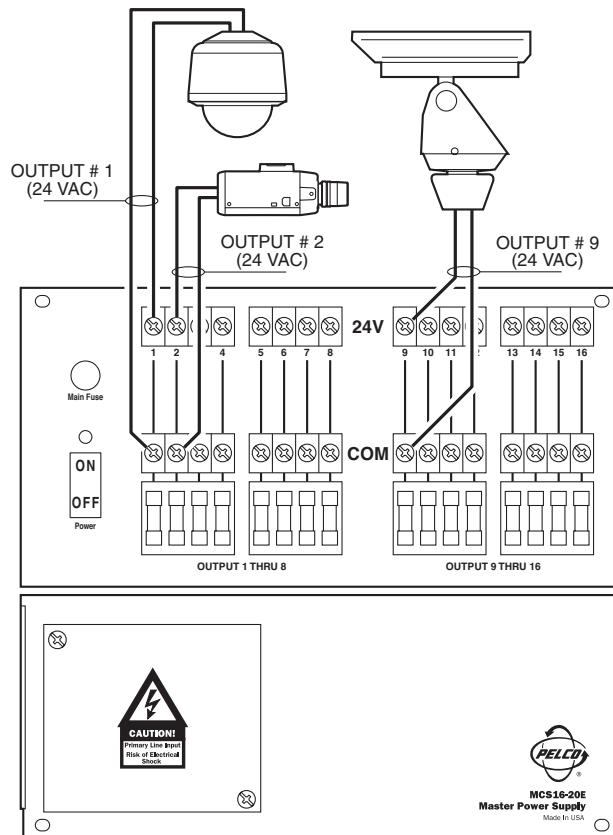 OUTPUT # 1
(24 VAC)
OUTPUT # 2
(24 VAC)
OUTPUT # 9
(24 VAC)
24V
1 2 4 5 6 7 8 9 10 11 2 13 14 15 16
Main Fuse
COM
ON
OFF
Power
OUTPUT 1 THRU 8
OUTPUT 9 THRU 16
CAUTION!
Primary Line Input
Risk of Electrical
Shock
PELCO
®
MCS16-20E
Master Power Supply
Made In USA